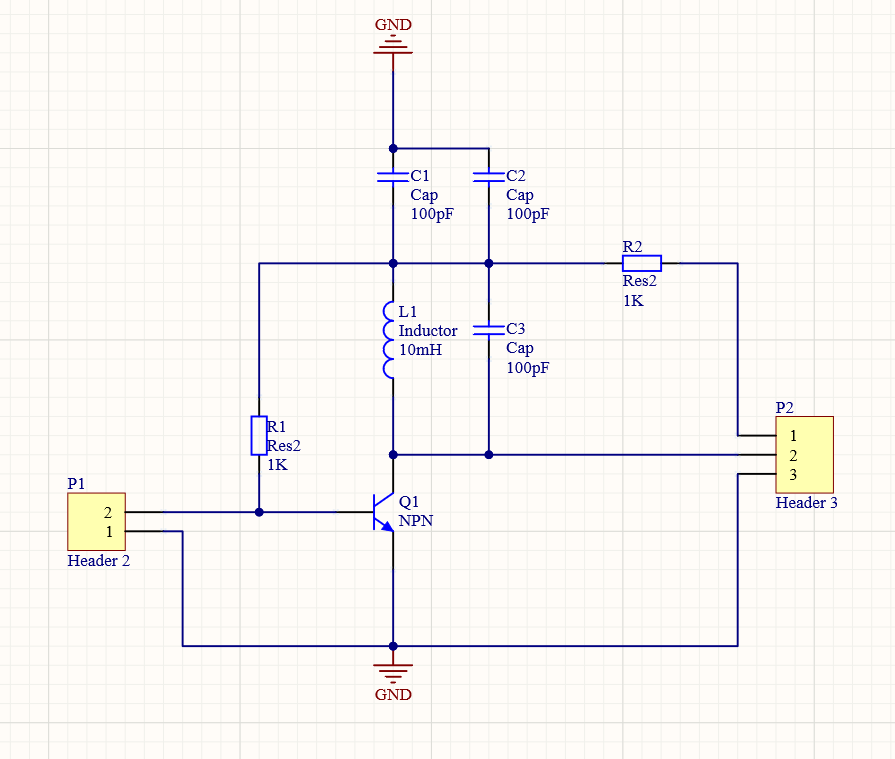 GND
C1
Cap
100pF
C2
Cap
100pF
R2
Res2
1K
L1
Inductor
10mH
C3
Cap
100pF
R1
Res2
1K
P2
1
2
3
Header 3
P1
2
1
Header 2
Q1
NPN
GND